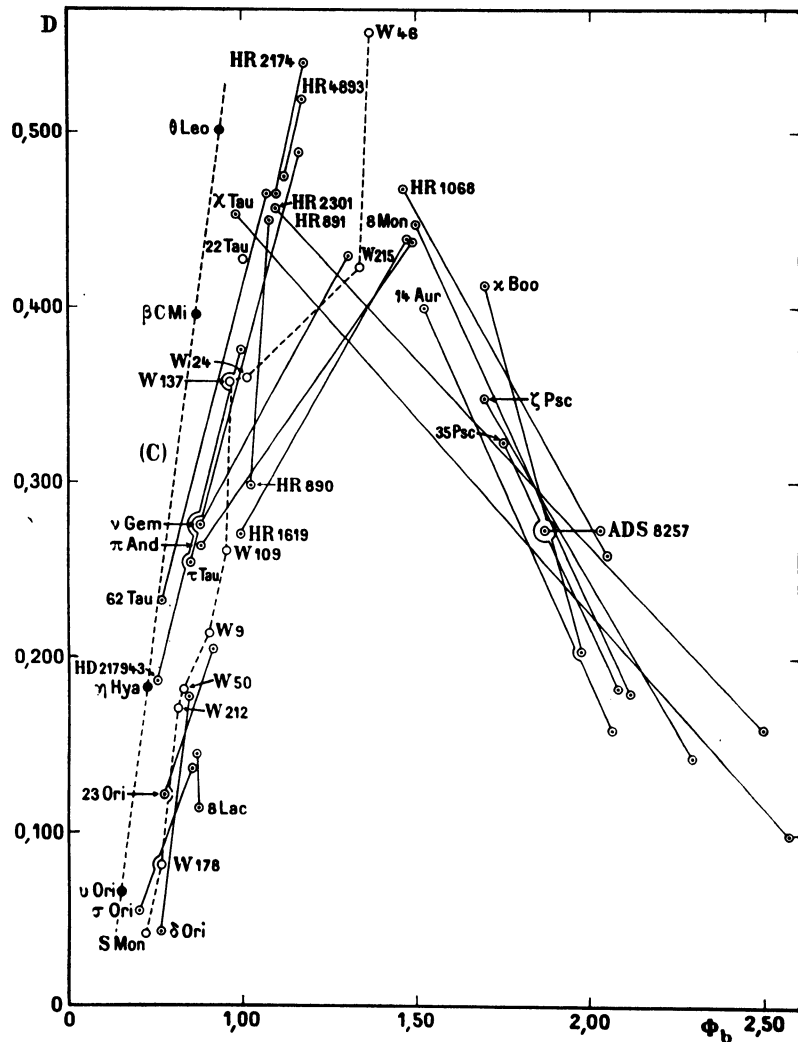 D
W 46
HR 2174
HR 4893
θ Leo
0,500
HR 1068
χ Tau
HR 2301
HR 891
8 Mon
22 Tau
W 215
ϰ Boo
14 Aur
0,400
β C Mi
W 24
W 137
ζ Psc
35 Psc
(C)
0,300
HR 890
ν Gem
HR 1619
ADS 8257
π And
W 109
τ Tau
62 Tau
W 9
0,200
HD 217943
η Hya
W 50
W 212
23 Ori
8 Lac
0,100
W 178
υ Ori
σ Ori
δ Ori
S Mon
0
0
1,00
1,50
2,00
Φb
2,50